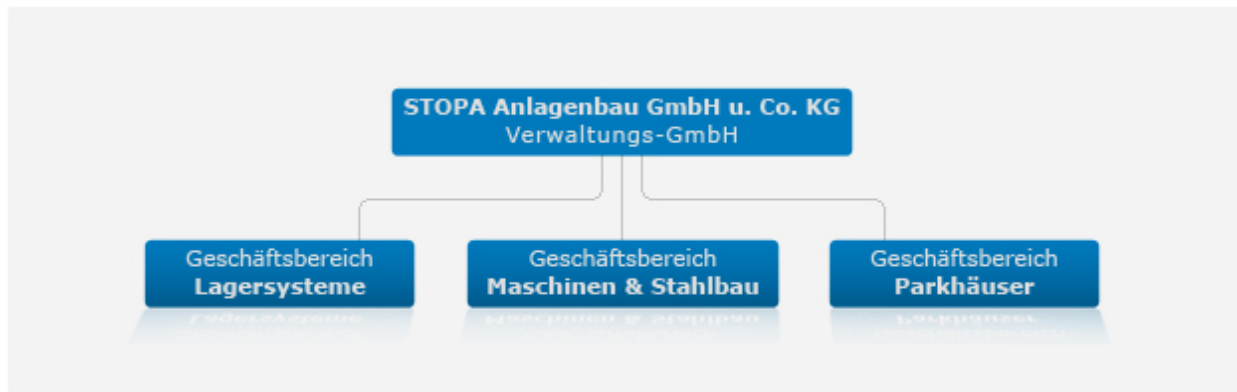 STOPA Anlagenbau GmbH u. Co. KG
Verwaltungs-GmbH
Geschäftsbereich
Lagersysteme
Geschäftsbereich
Maschinen & Stahlbau
Geschäftsbereich
Parkhäuser